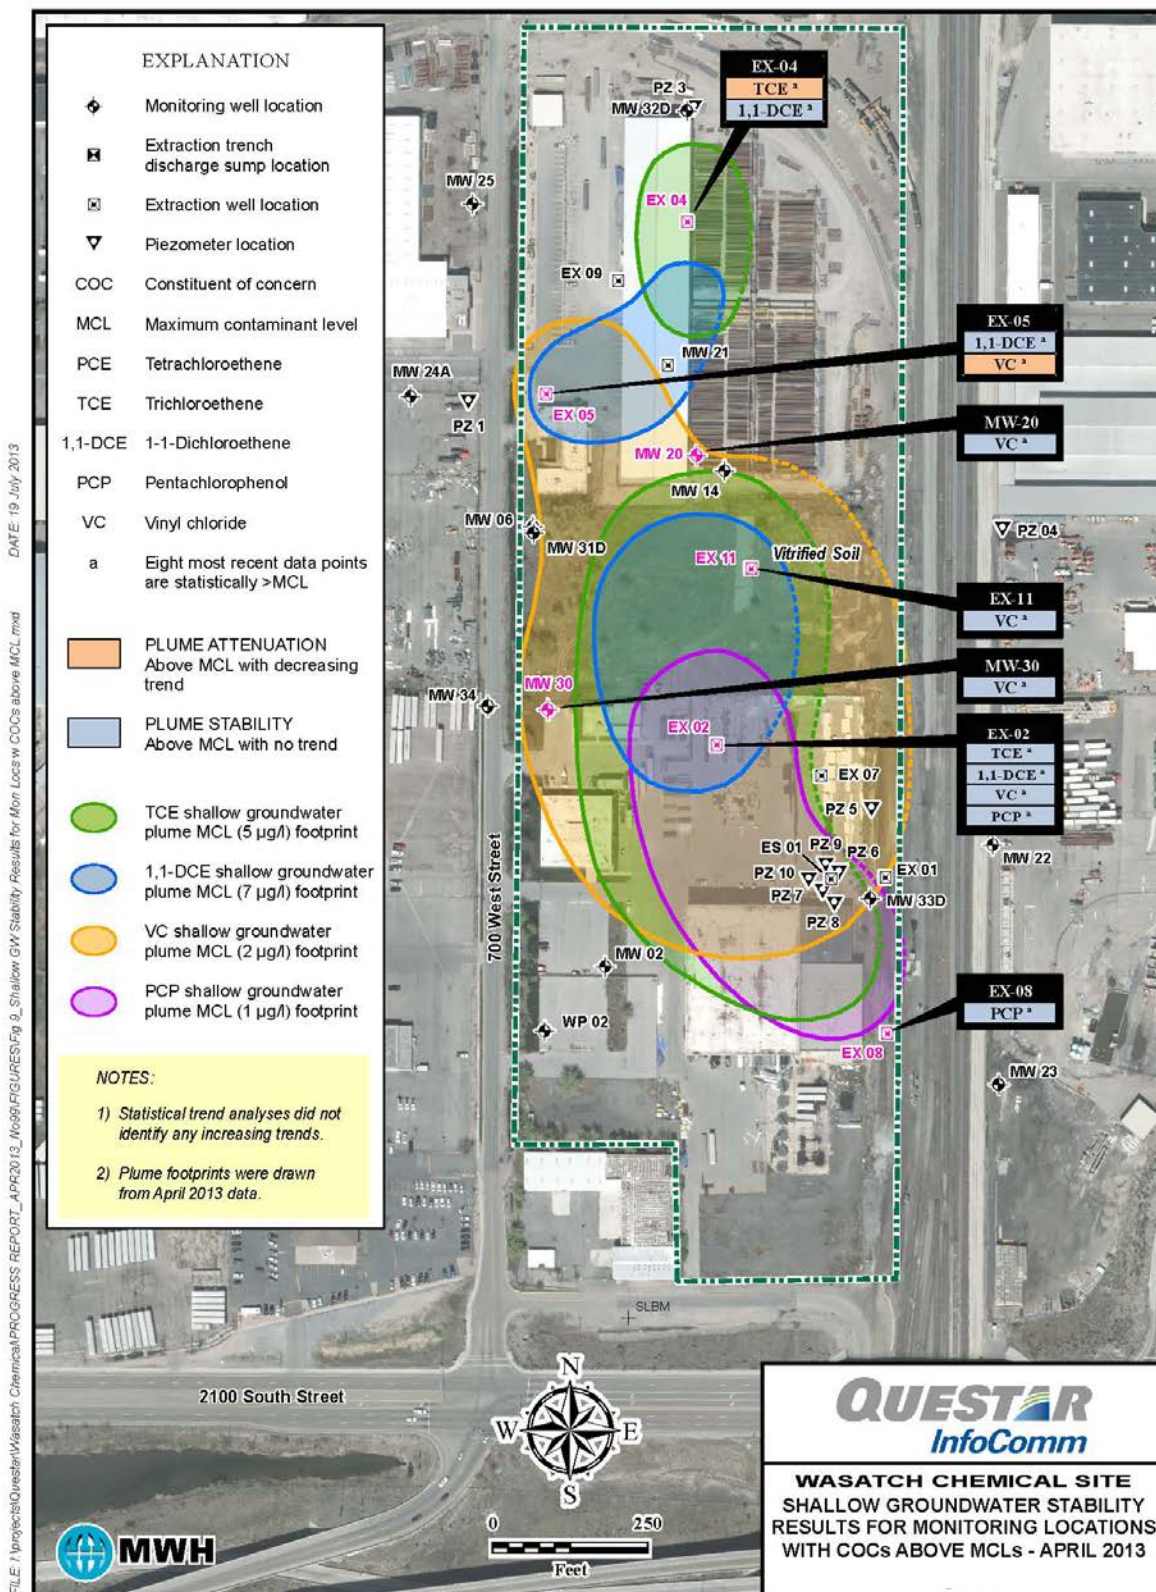 EXPLANATION
Monitoring well location
Extraction trench
discharge sump location
Extraction well location
Piezometer location
COC Constituent of concern
MCL Maximum contaminant level
PCE Tetrachloroethene
TCE Trichloroethene
1,1-DCE 1-1-Dichloroethene
PCP Pentachlorophenol
VC Vinyl chloride
a Eight most recent data points
are statistically >MCL
PLUME ATTENUATION
Above MCL with decreasing
trend
PLUME STABILITY
Above MCL with no trend
TCE shallow groundwater
plume MCL (5 µg/l) footprint
1,1-DCE shallow groundwater
plume MCL (7 µg/l) footprint
VC shallow groundwater
plume MCL (2 µg/l) footprint
PCP shallow groundwater
plume MCL (1 µg/l) footprint
NOTES:
1) Statistical trend analyses did not
identify any increasing trends.
2) Plume footprints were drawn
from April 2013 data.
PZ 3
MW 32D
EX-04
TCE ᵃ
1,1-DCE ᵃ
MW 25
EX 04
EX 09
EX-05
1,1-DCE ᵃ
VC ᵃ
MW 21
MW 24A
PZ 1
EX 05
MW-20
VC ᵃ
MW 20
MW 14
MW 06
MW 31D
PZ 04
EX 11
Vitrified Soil
EX-11
VC ᵃ
MW-30
VC ᵃ
MW 34
MW 30
EX 02
EX-02
TCE ᵃ
1,1-DCE ᵃ
VC ᵃ
PCP ᵃ
EX 07
PZ 5
MW 22
ES 01
PZ 9
PZ 6
PZ 10
EX 01
PZ 7
MW 33D
PZ 8
700 West Street
MW 02
EX-08
PCP ᵃ
WP 02
EX 08
MW 23
SLBM
2100 South Street
N
W
E
S
0 250
Feet
MWH
QUESTAR
InfoComm
WASATCH CHEMICAL SITE
SHALLOW GROUNDWATER STABILITY
RESULTS FOR MONITORING LOCATIONS
WITH COCs ABOVE MCLs - APRIL 2013
DATE: 19 July 2013